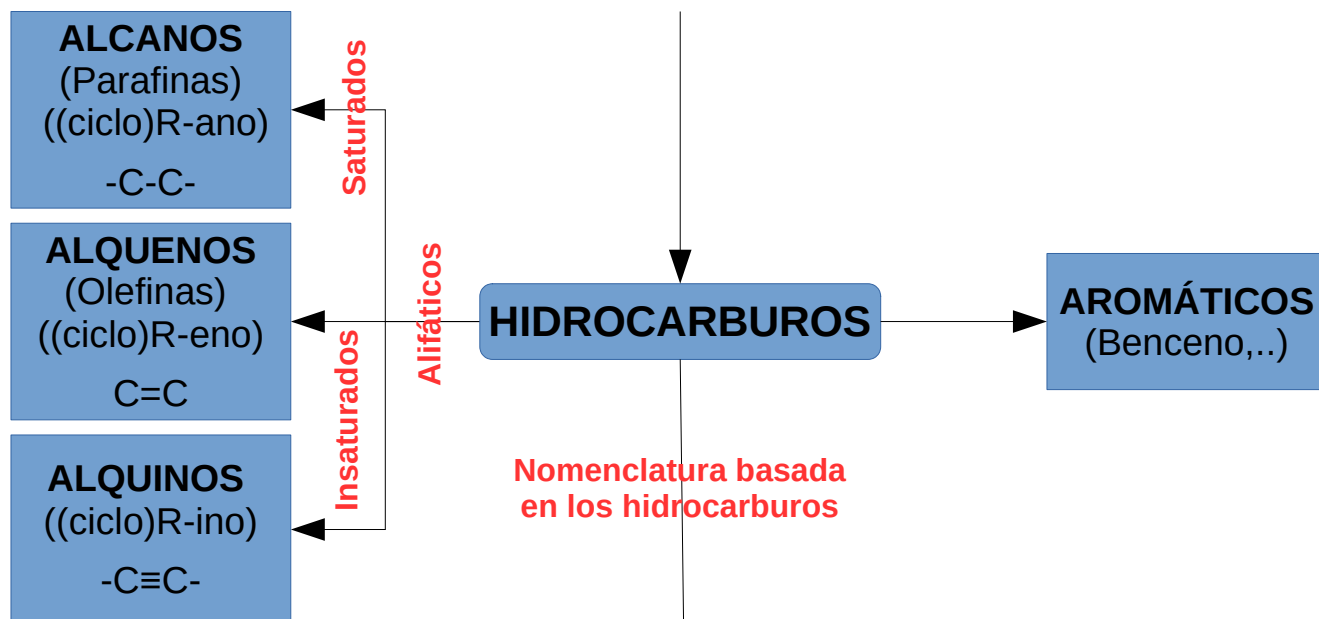 ALCANOS
(Parafinas)
((ciclo)R-ano)
-C-C-
ALQUENOS
(Olefinas)
((ciclo)R-eno)
C=C
ALQUINOS
((ciclo)R-ino)
-C≡C-
Saturados
Insaturados
Alifáticos
HIDROCARBUROS
Nomenclatura basada
en los hidrocarburos
AROMÁTICOS
(Benceno,..)